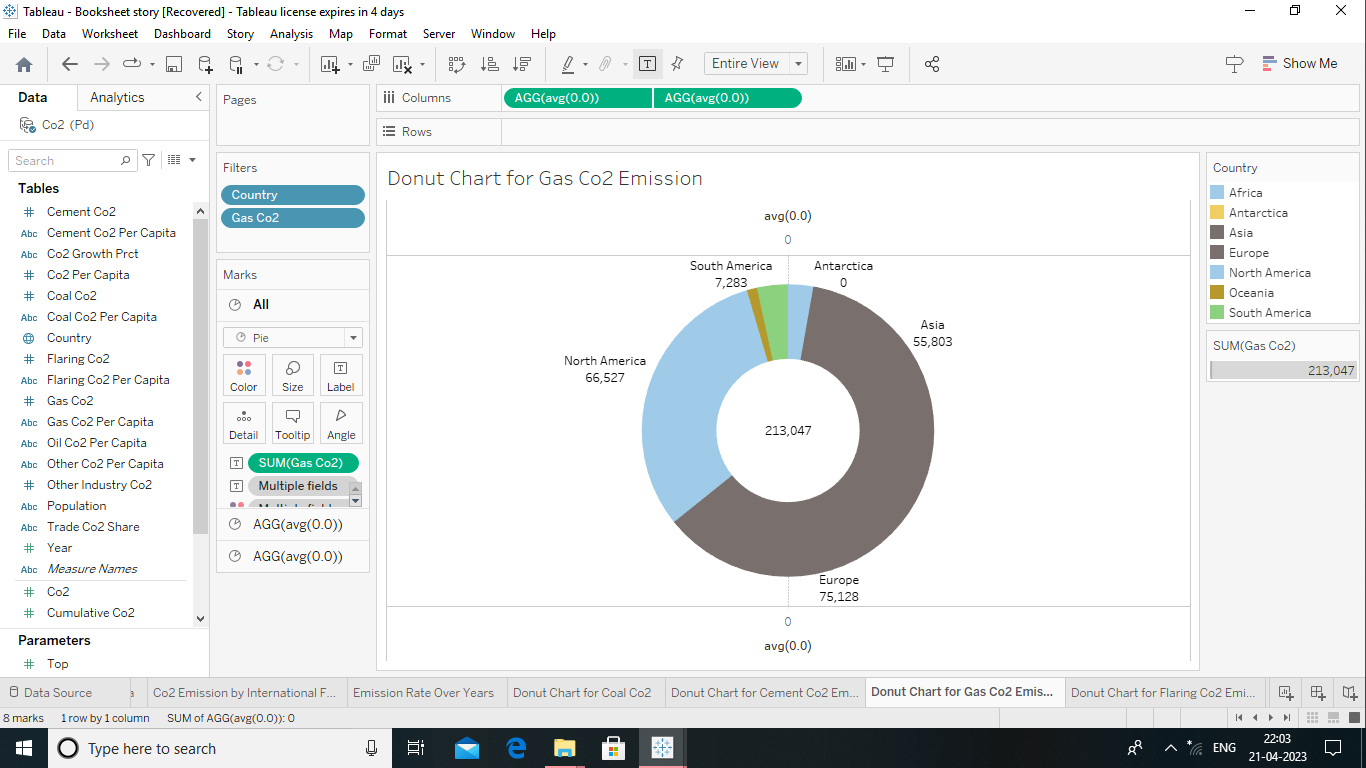 Tableau - Booksheet story [Recovered] - Tableau license expires in 4 days
File Data Worksheet Dashboard Story Analysis Map Format Server Window Help
Entire View
Show Me
Data Analytics
Co2 (Pd)
Search
Tables
Cement Co2
Abc Cement Co2 Per Capita
Abc Co2 Growth Prct
Co2 Per Capita
Coal Co2
Abc Coal Co2 Per Capita
Country
Flaring Co2
Abc Flaring Co2 Per Capita
Gas Co2
Abc Gas Co2 Per Capita
Abc Oil Co2 Per Capita
Abc Other Co2 Per Capita
Other Industry Co2
Abc Population
Abc Trade Co2 Share
Year
Abc Measure Names
Co2
Cumulative Co2
Parameters
Top
Pages
Filters
Country
Gas Co2
Marks
All
Pie
Color Size Label
Detail Tooltip Angle
SUM(Gas Co2)
Multiple fields
AGG(avg(0.0))
AGG(avg(0.0))
Columns AGG(avg(0.0)) AGG(avg(0.0))
Rows
Donut Chart for Gas Co2 Emission
avg(0.0)
0
South America
7,283
Antarctica
0
Asia
55,803
North America
66,527
213,047
Europe
75,128
0
avg(0.0)
Country
Africa
Antarctica
Asia
Europe
North America
Oceania
South America
SUM(Gas Co2)
213,047
Data Source Co2 Emission by International F... Emission Rate Over Years Donut Chart for Coal Co2 Donut Chart for Cement Co2 Em... Donut Chart for Gas Co2 Emis... Donut Chart for Flaring Co2 Emi...
8 marks 1 row by 1 column SUM of AGG(avg(0.0)): 0
Type here to search
ENG
22:03
21-04-2023